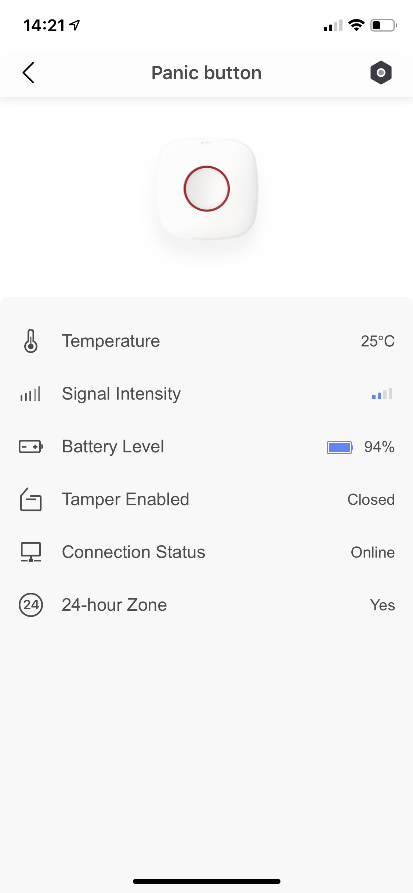 14:21
Panic button
Temperature 25°C
Signal Intensity
Battery Level 94%
Tamper Enabled Closed
Connection Status Online
24 24-hour Zone Yes